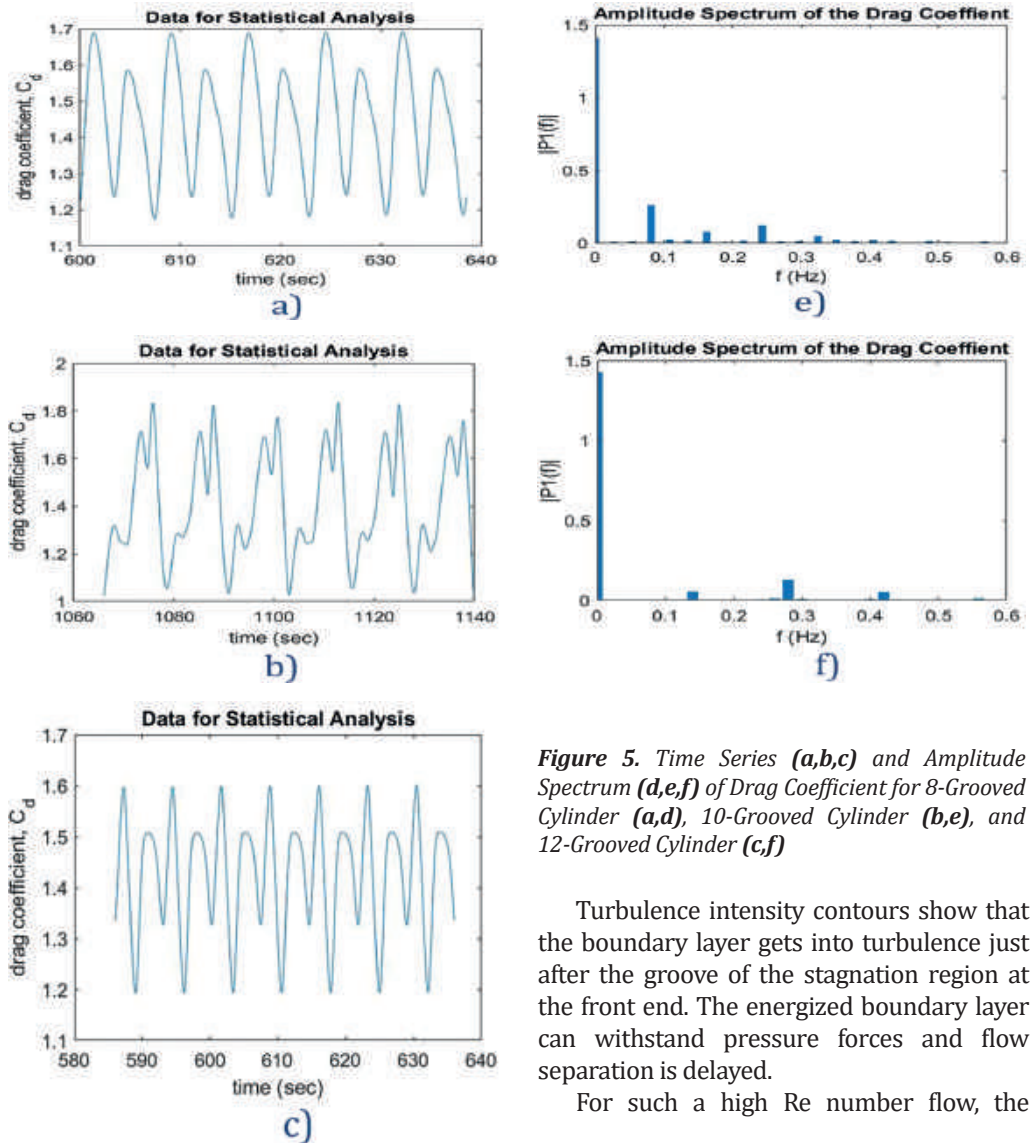 Data for Statistical Analysis
drag coefficient, C_d
1.7
1.6
1.5
1.4
1.3
1.2
1.1
600
610
620
630
640
time (sec)
a)
Amplitude Spectrum of the Drag Coeffient
|P1(f)|
1.5
1
0.5
0
0
0.1
0.2
0.3
0.4
0.5
0.6
f (Hz)
e)
Data for Statistical Analysis
drag coefficient, C_d
2
1.8
1.6
1.4
1.2
1
1060
1080
1100
1120
1140
time (sec)
b)
Amplitude Spectrum of the Drag Coeffient
|P1(f)|
1.5
1
0.5
0
0
0.1
0.2
0.3
0.4
0.5
0.6
f (Hz)
f)
Data for Statistical Analysis
drag coefficient, C_d
1.7
1.6
1.5
1.4
1.3
1.2
1.1
580
590
600
610
620
630
640
time (sec)
c)
Figure 5. Time Series (a,b,c) and Amplitude
Spectrum (d,e,f) of Drag Coefficient for 8-Grooved
Cylinder (a,d), 10-Grooved Cylinder (b,e), and
12-Grooved Cylinder (c,f)
Turbulence intensity contours show that
the boundary layer gets into turbulence just
after the groove of the stagnation region at
the front end. The energized boundary layer
can withstand pressure forces and flow
separation is delayed.
For such a high Re number flow, the